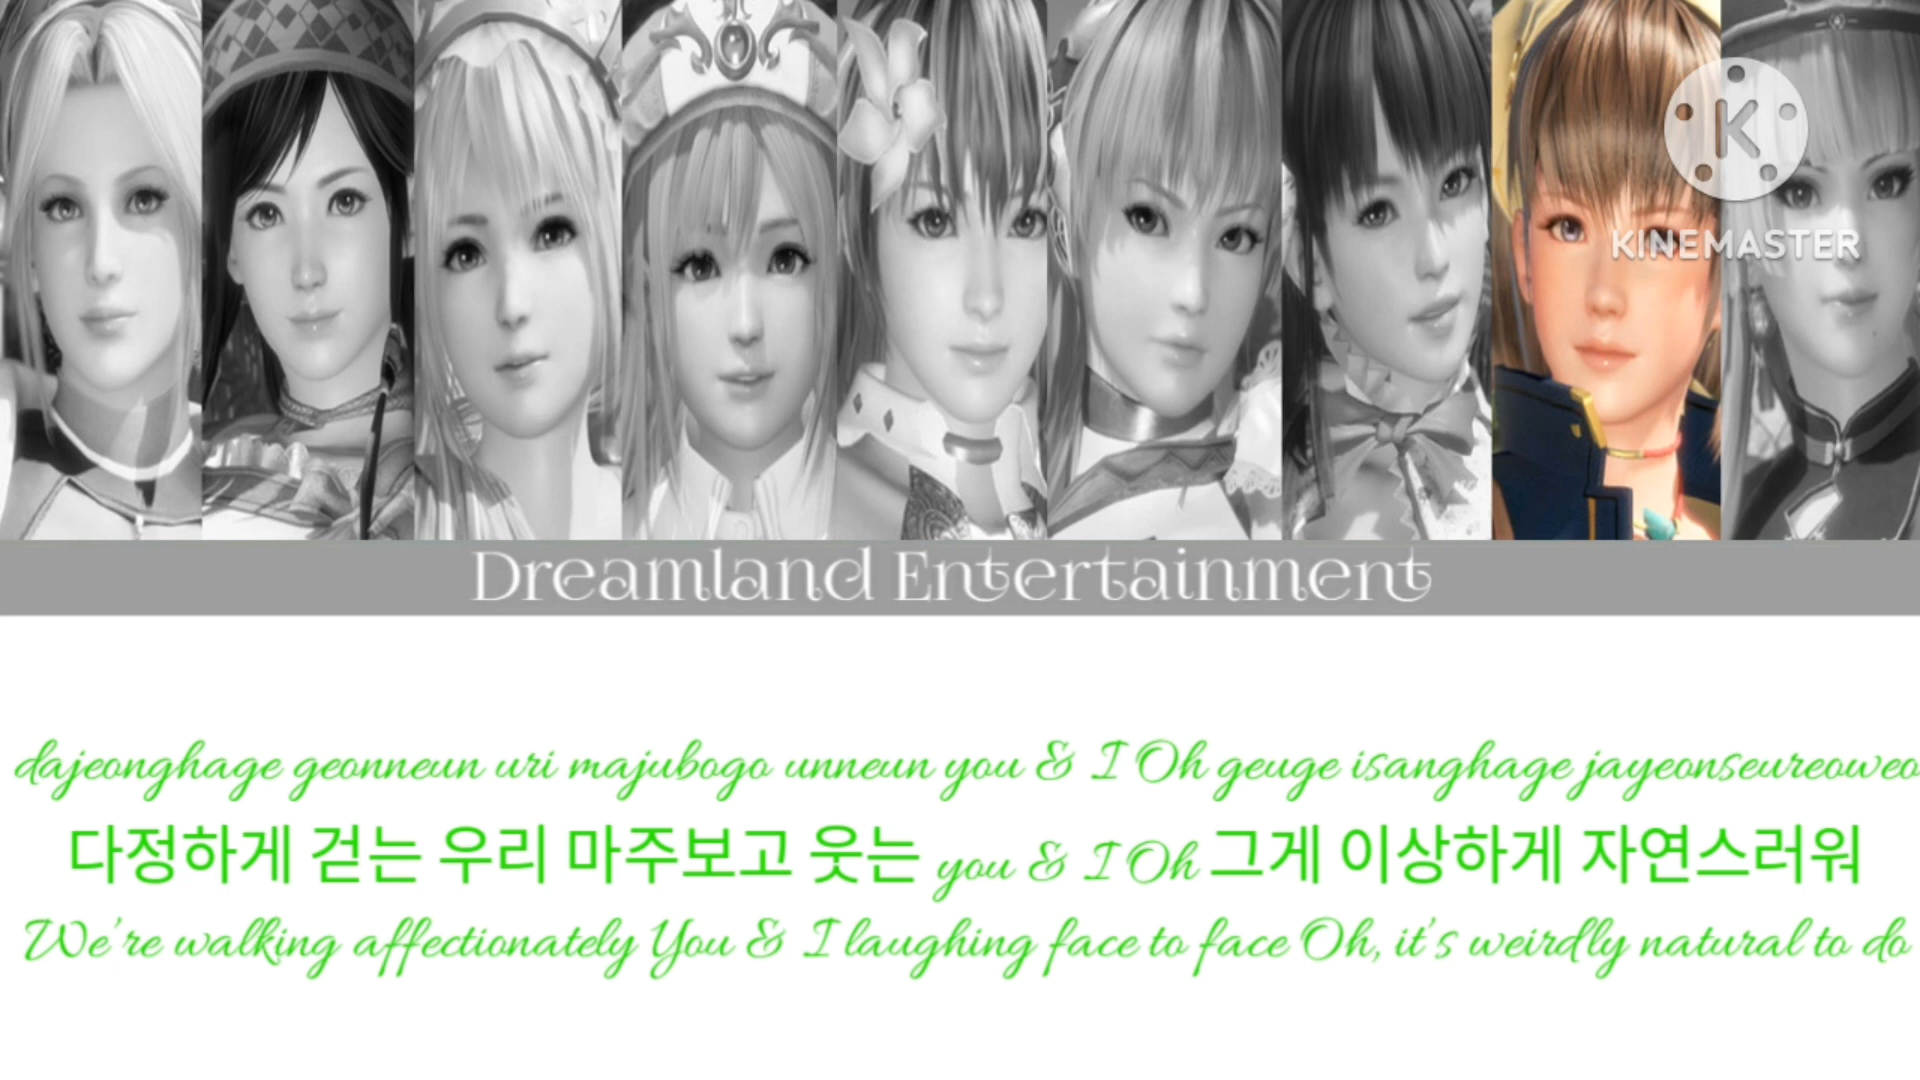 K
KINEMASTER
Dreamland Entertainment
dajeonghage geonneun uri majubogo unneun you & I Oh geuge isanghage jayeonseureoweo
다정하게 걷는 우리 마주보고 웃는 you & I Oh 그게 이상하게 자연스러워
We're walking affectionately You & I laughing face to face Oh, it's weirdly natural to do